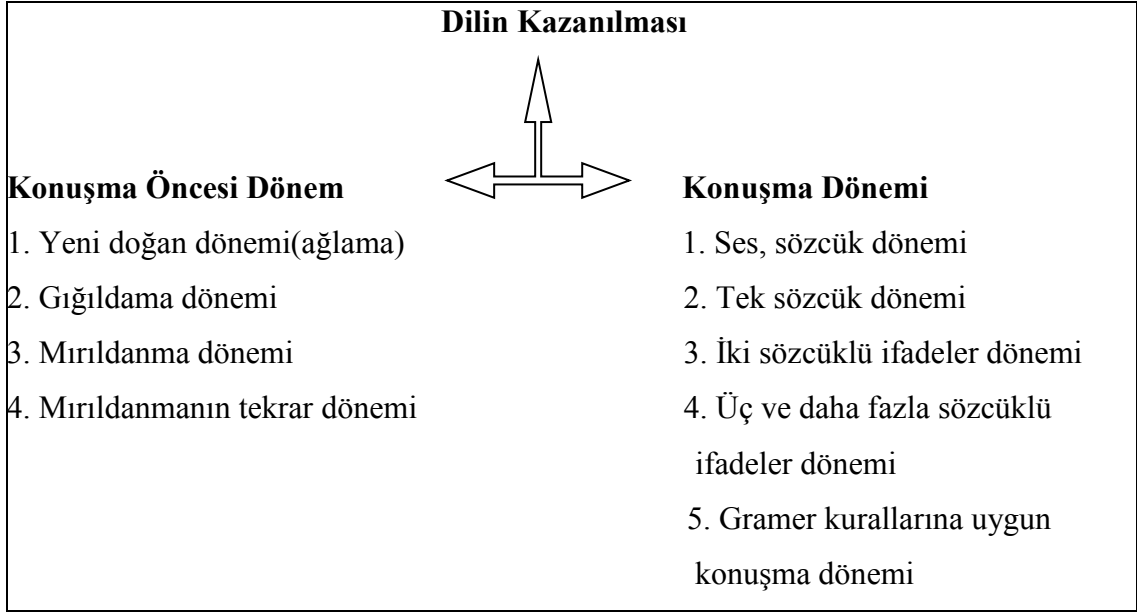 Dilin Kazanılması
Konuşma Öncesi Dönem
1. Yeni doğan dönemi(ağlama)
2. Gığıldama dönemi
3. Mırıldanma dönemi
4. Mırıldanmanın tekrar dönemi
Konuşma Dönemi
1. Ses, sözcük dönemi
2. Tek sözcük dönemi
3. İki sözcüklü ifadeler dönemi
4. Üç ve daha fazla sözcüklü
ifadeler dönemi
5. Gramer kurallarına uygun
konuşma dönemi